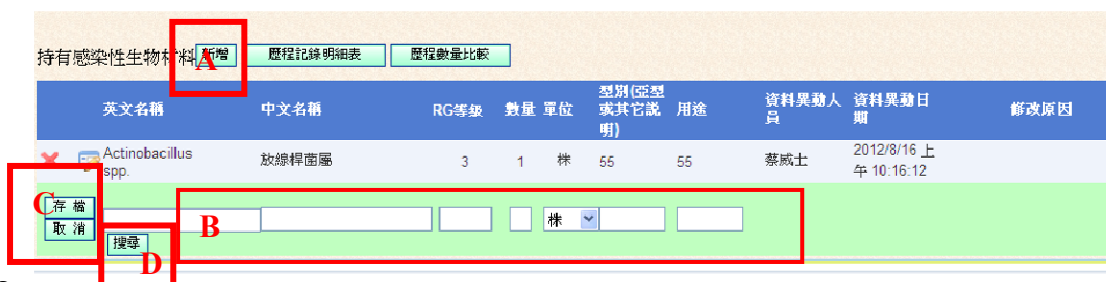 持有感染性生物材料 新增 歷程記錄明細表 歷程數量比較
A
英文名稱 中文名稱 RG等級 數量 單位 型別(亞型或其它說明) 用途 資料異動人員 資料異動日期 修改原因
Actinobacillus spp. 放線桿菌屬 3 1 株 55 55 蔡威士 2012/8/16 上午 10:16:12
C
存檔
取消
B
株
搜尋
D